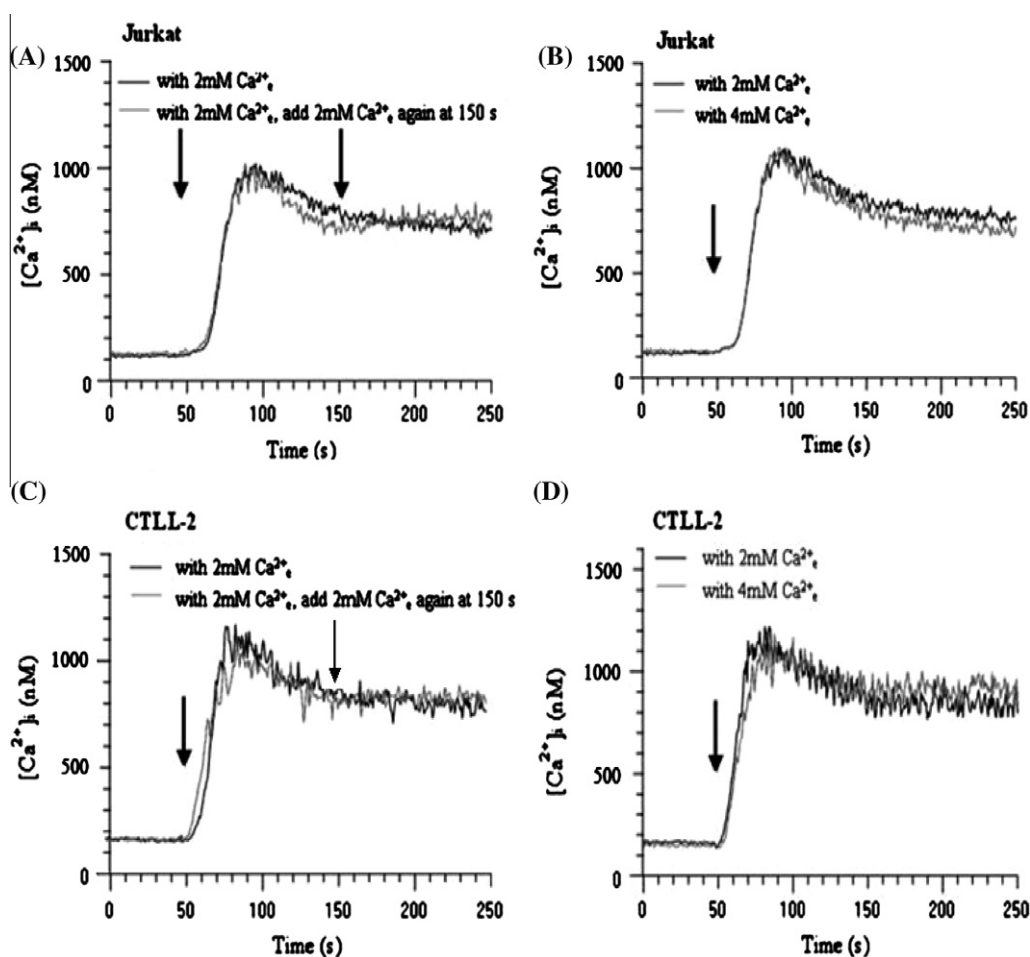 (A)
Jurkat
1500
1000
500
0
[Ca²⁺]ᵢ (nM)
with 2mM Ca²⁺ₑ
with 2mM Ca²⁺ₑ, add 2mM Ca²⁺ₑ again at 150 s
0 50 100 150 200 250
Time (s)
(B)
Jurkat
1500
1000
500
0
[Ca²⁺]ᵢ (nM)
with 2mM Ca²⁺ₑ
with 4mM Ca²⁺ₑ
0 50 100 150 200 250
Time (s)
(C)
CTLL-2
1500
1000
500
0
[Ca²⁺]ᵢ (nM)
with 2mM Ca²⁺ₑ
with 2mM Ca²⁺ₑ, add 2mM Ca²⁺ₑ again at 150 s
0 50 100 150 200 250
Time (s)
(D)
CTLL-2
1500
1000
500
0
[Ca²⁺]ᵢ (nM)
with 2mM Ca²⁺ₑ
with 4mM Ca²⁺ₑ
0 50 100 150 200 250
Time (s)